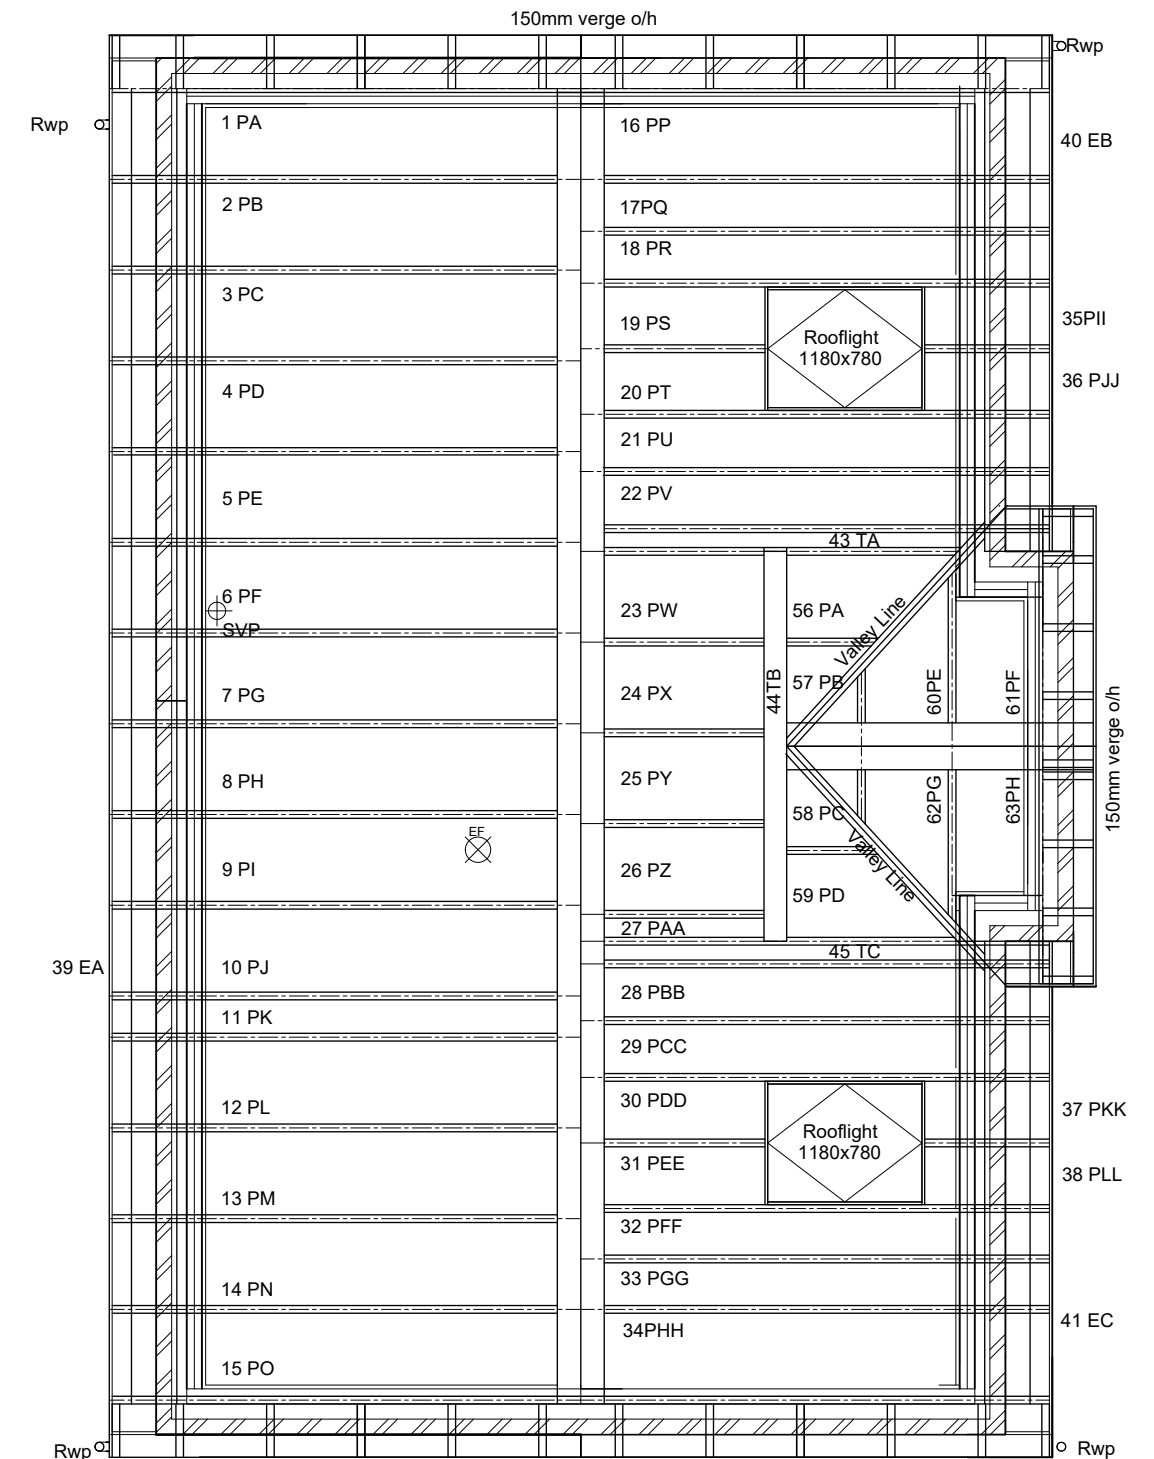 150mm verge o/h
Rwp
Rwp
1 PA
16 PP
40 EB
2 PB
17PQ
18 PR
3 PC
19 PS
Rooflight
1180x780
35PII
4 PD
20 PT
36 PJJ
21 PU
5 PE
22 PV
43 TA
6 PF
SVP
23 PW
56 PA
Valley Line
7 PG
24 PX
44TB
57 PB
60PE
61PF
150mm verge o/h
8 PH
25 PY
58 PC
62PG
63PH
EF
Valley Line
9 PI
26 PZ
59 PD
27 PAA
45 TC
39 EA
10 PJ
28 PBB
11 PK
29 PCC
12 PL
30 PDD
Rooflight
1180x780
37 PKK
31 PEE
38 PLL
13 PM
32 PFF
14 PN
33 PGG
34PHH
41 EC
15 PO
Rwp
Rwp